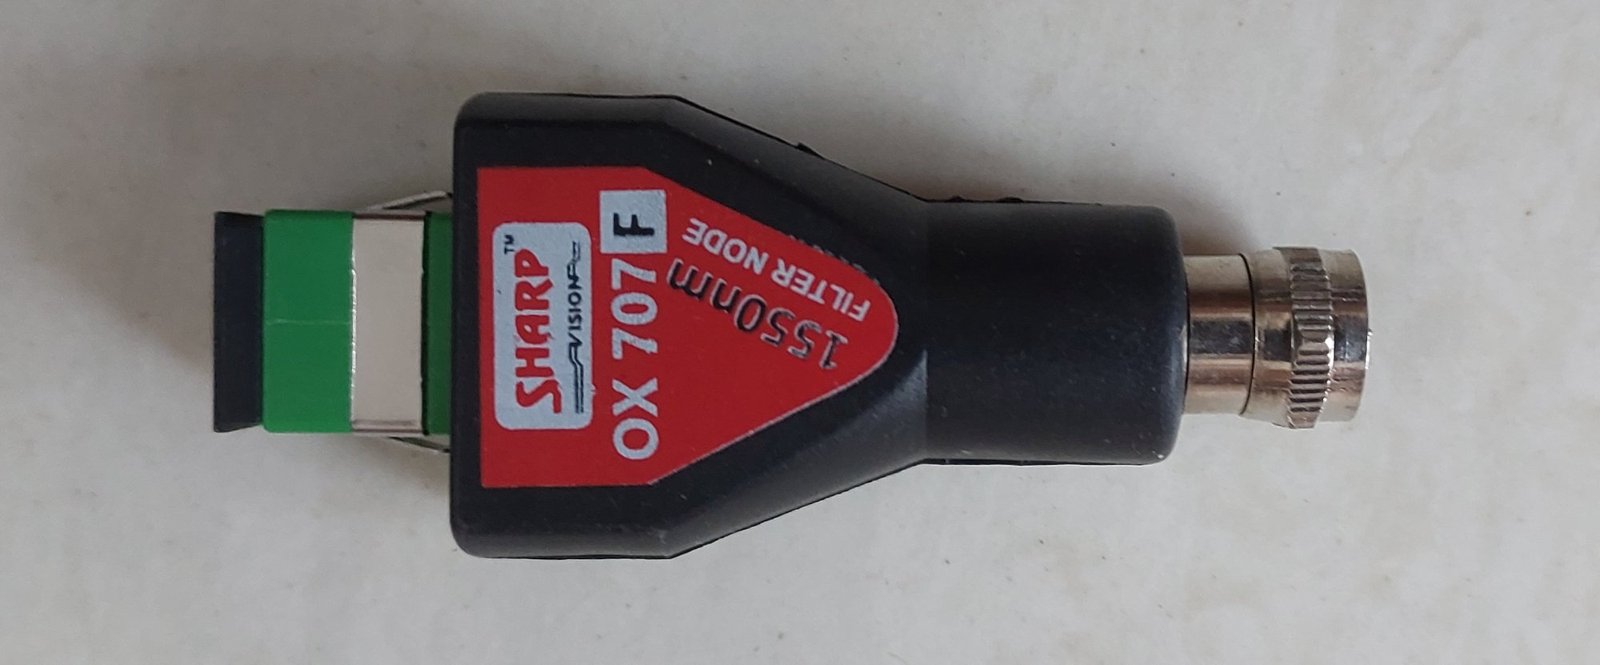 SHARP™
VISION
OX 707 F
1550nm
FILTER NODE